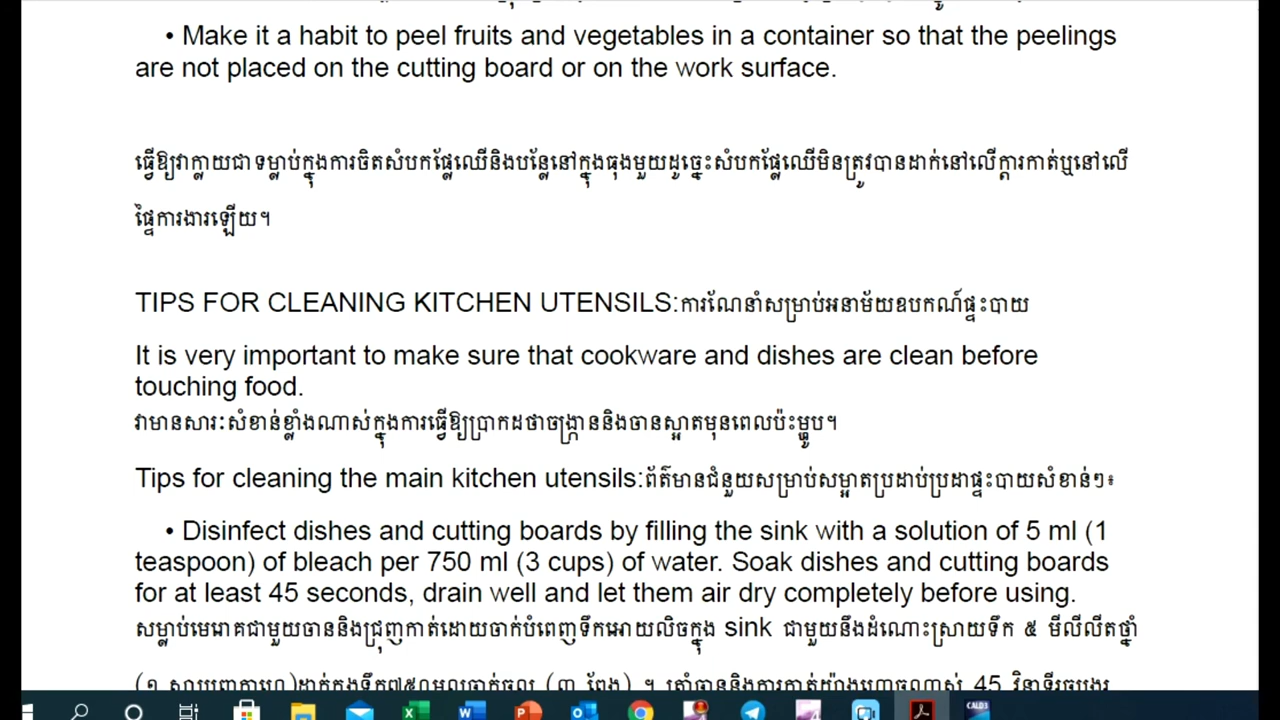 • Make it a habit to peel fruits and vegetables in a container so that the peelings
are not placed on the cutting board or on the work surface.
ធ្វើឱ្យវាក្លាយជាទម្លាប់ក្នុងការចិតសំបកផ្លែឈើនិងបន្លែនៅក្នុងធុងមួយដូច្នេះសំបកផ្លែឈើមិនត្រូវបានដាក់នៅលើក្តារកាត់ឬនៅលើ
ផ្ទៃការងារឡើយ។
TIPS FOR CLEANING KITCHEN UTENSILS:ការណែនាំសម្រាប់អនាម័យឧបករណ៍ផ្ទះបាយ
It is very important to make sure that cookware and dishes are clean before
touching food.
វាមានសារៈសំខាន់ខ្លាំងណាស់ក្នុងការធ្វើឱ្យប្រាកដថាចង្ក្រាននិងចានស្អាតមុនពេលប៉ះម្ហូប។
Tips for cleaning the main kitchen utensils:ព័ត៌មានជំនួយសម្រាប់សម្អាតប្រដាប់ប្រដាផ្ទះបាយសំខាន់ៗ៖
• Disinfect dishes and cutting boards by filling the sink with a solution of 5 ml (1
teaspoon) of bleach per 750 ml (3 cups) of water. Soak dishes and cutting boards
for at least 45 seconds, drain well and let them air dry completely before using.
សម្លាប់មេរោគជាមួយចាននិងជ្រុញកាត់ដោយចាក់បំពេញទឹកអោយលិចក្នុង sink ជាមួយនឹងដំណោះស្រាយទឹក ៥ មីលីលីតថ្នាំ
45
CALD3